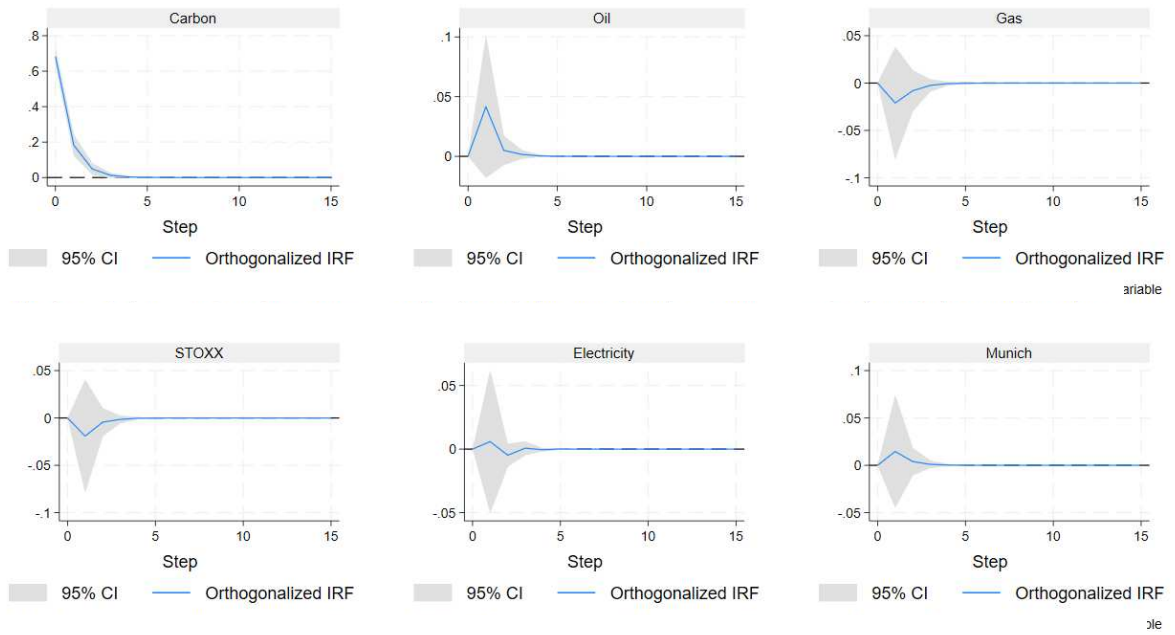 Carbon Oil Gas
.8 .1 .05
.6 .05 0
.4 0 -.05
.2 -.1
0
0 5 10 15 0 5 10 15 0 5 10 15
Step Step Step
95% CI Orthogonalized IRF 95% CI Orthogonalized IRF 95% CI Orthogonalized IRF
ariable
STOXX Electricity Munich
.05 .05 .1
0 0 .05
-.05 -.05 0
-.1 -.05
0 5 10 15 0 5 10 15 0 5 10 15
Step Step Step
95% CI Orthogonalized IRF 95% CI Orthogonalized IRF 95% CI Orthogonalized IRF
ple